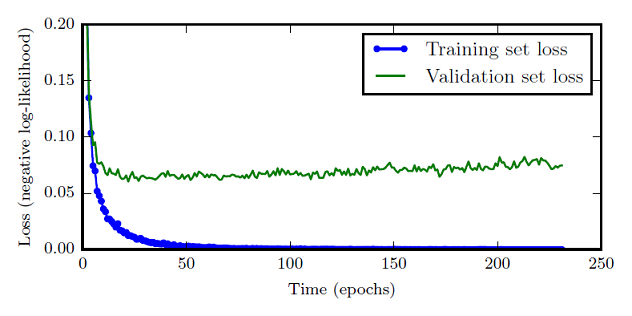 0.20
0.15
0.10
0.05
0.00
Loss (negative log-likelihood)
Training set loss
Validation set loss
0 50 100 150 200 250
Time (epochs)